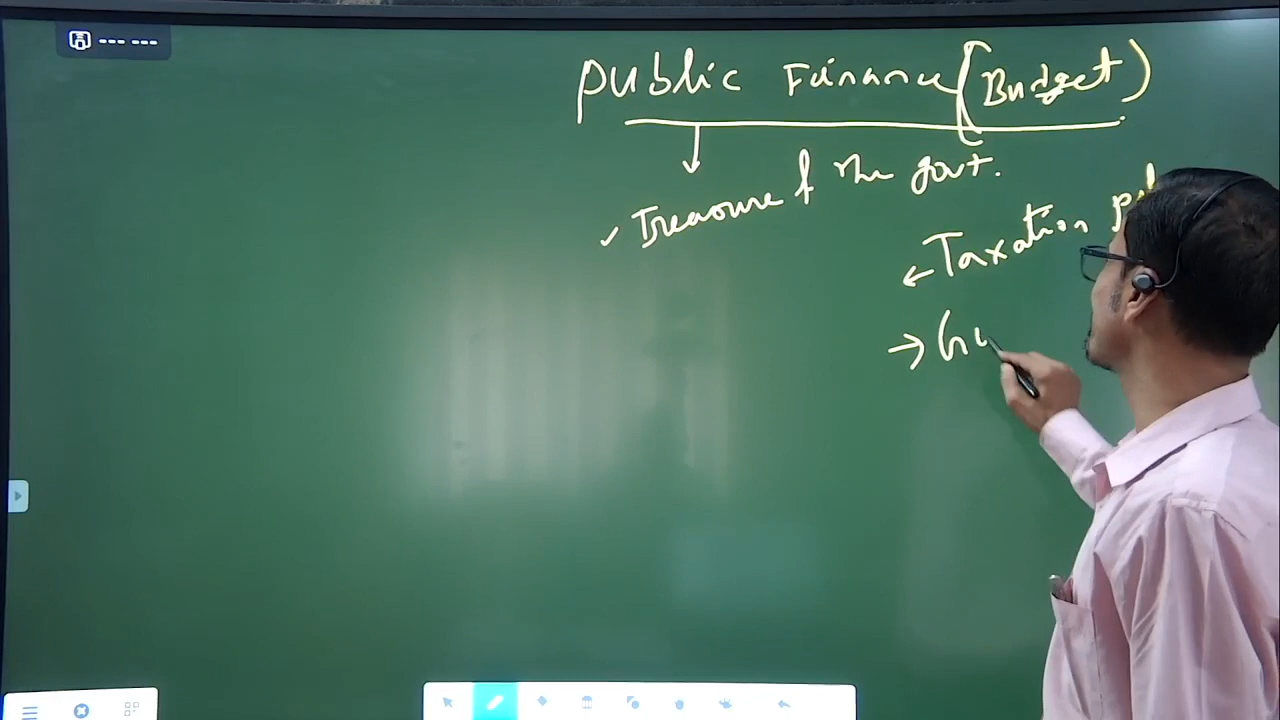 Public Finance (Budget)
✓ Treasure of the govt.
← Taxation
→